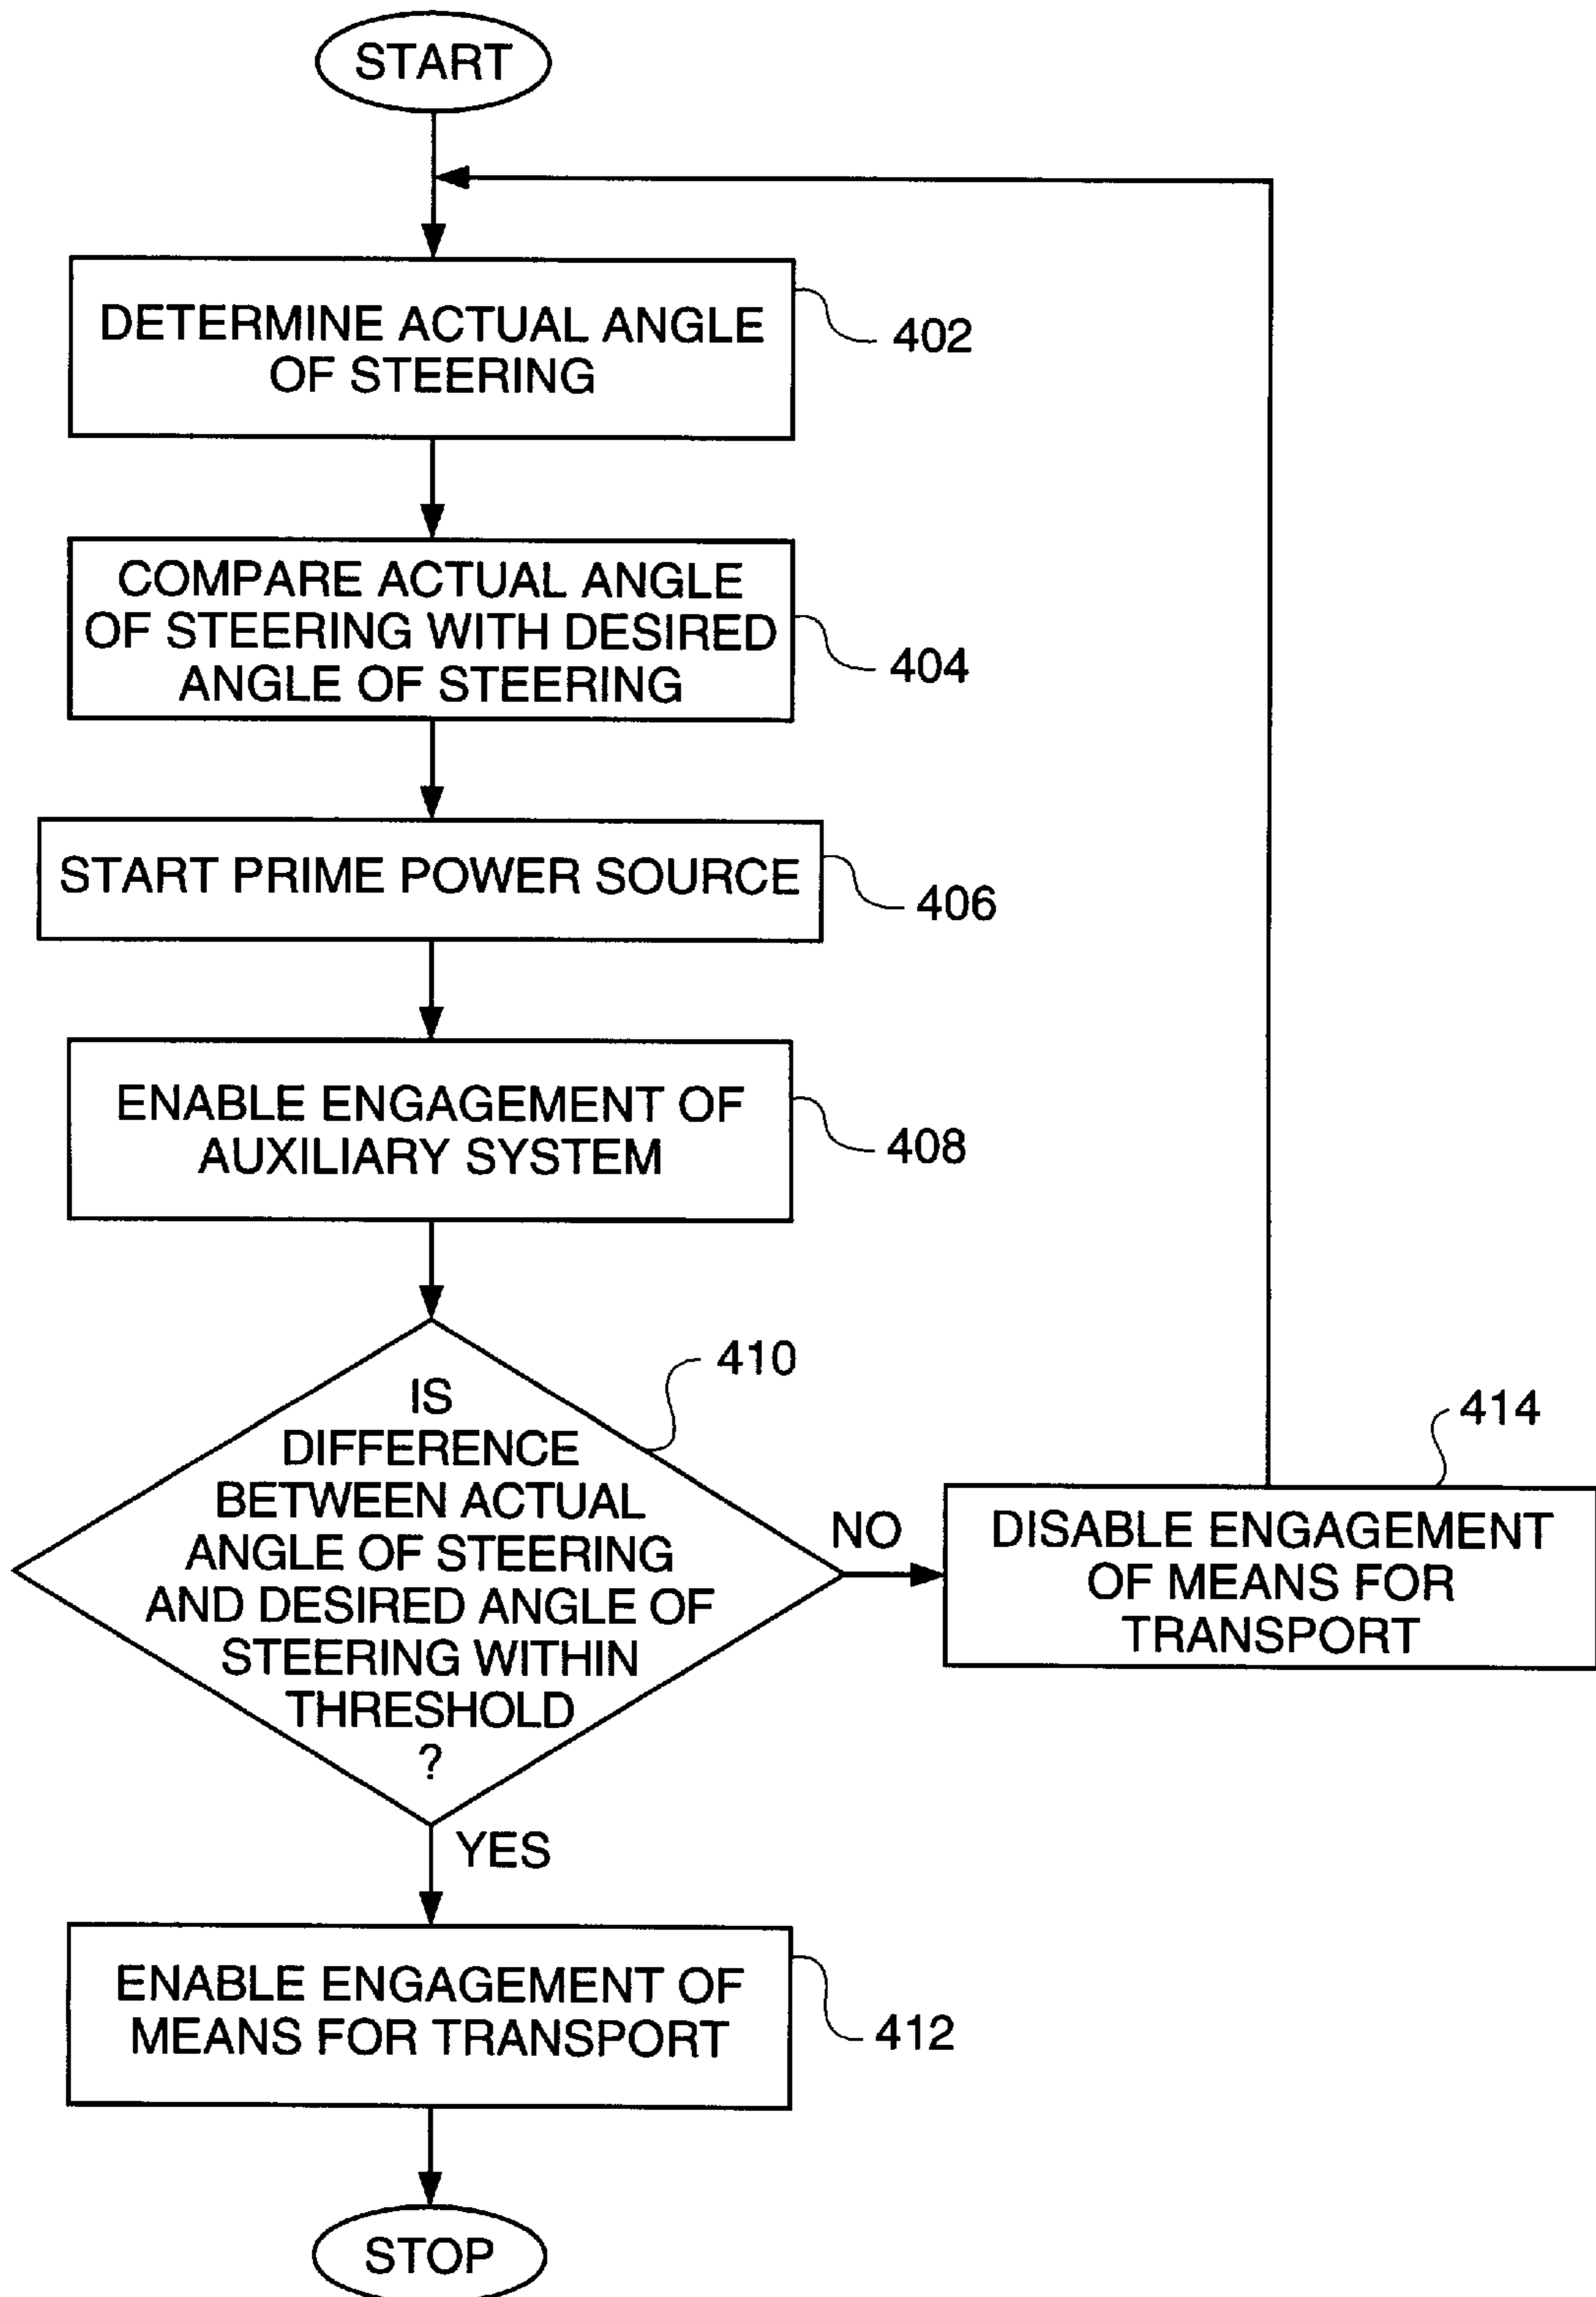 START
DETERMINE ACTUAL ANGLE
OF STEERING
402
COMPARE ACTUAL ANGLE
OF STEERING WITH DESIRED
ANGLE OF STEERING
404
START PRIME POWER SOURCE
406
ENABLE ENGAGEMENT OF
AUXILIARY SYSTEM
408
IS
DIFFERENCE
BETWEEN ACTUAL
ANGLE OF STEERING
AND DESIRED ANGLE OF
STEERING WITHIN
THRESHOLD
?
410
NO
DISABLE ENGAGEMENT
OF MEANS FOR
TRANSPORT
414
YES
ENABLE ENGAGEMENT OF
MEANS FOR TRANSPORT
412
STOP